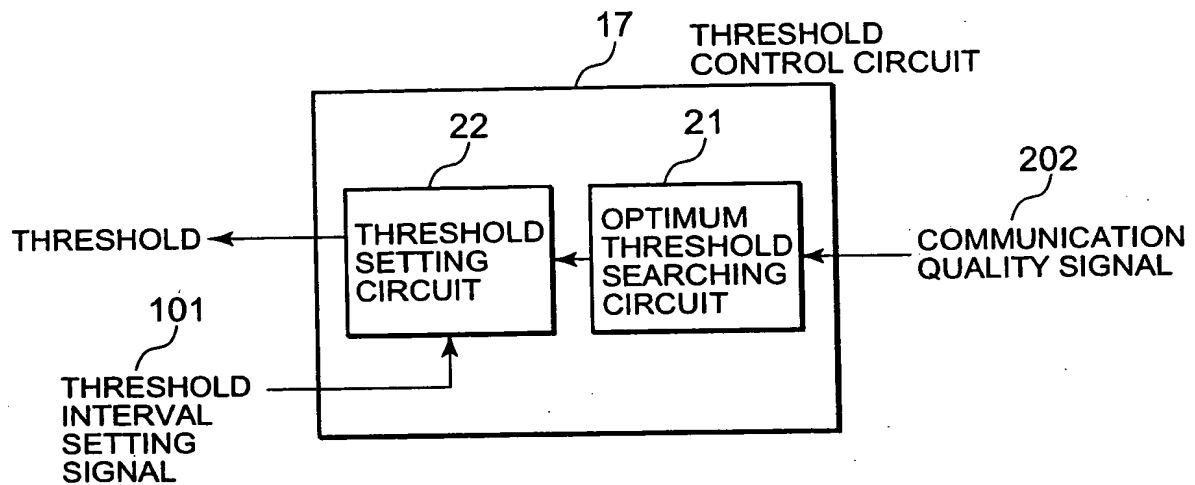 17
THRESHOLD
CONTROL CIRCUIT
22
21
202
THRESHOLD
THRESHOLD
SETTING
CIRCUIT
OPTIMUM
THRESHOLD
SEARCHING
CIRCUIT
COMMUNICATION
QUALITY SIGNAL
101
THRESHOLD
INTERVAL
SETTING
SIGNAL